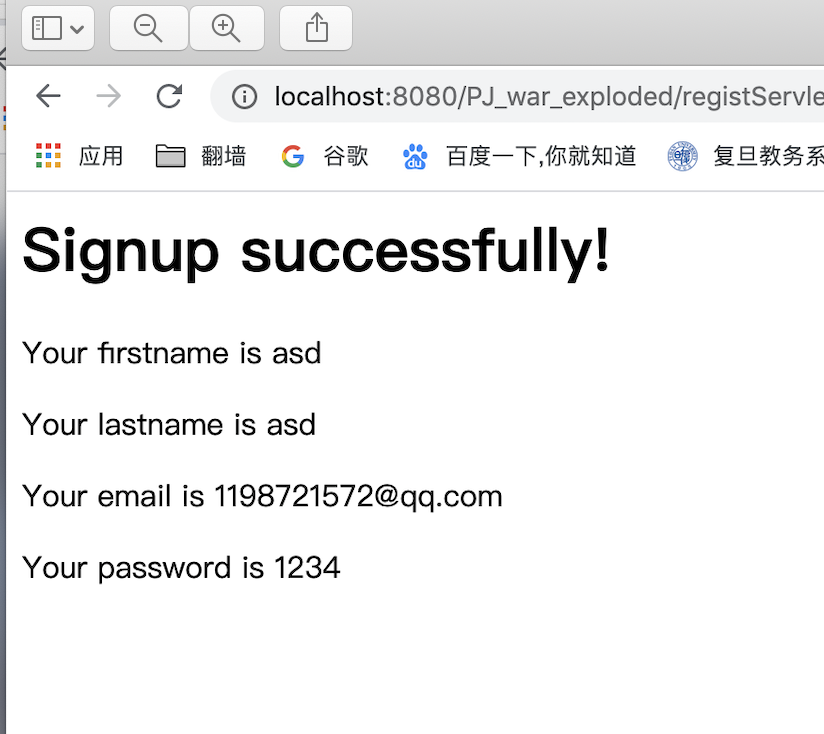 localhost:8080/PJ_war_exploded/registServle
应用 翻墙 谷歌 百度一下,你就知道 复旦教务系
Signup successfully!
Your firstname is asd
Your lastname is asd
Your email is 1198721572@qq.com
Your password is 1234